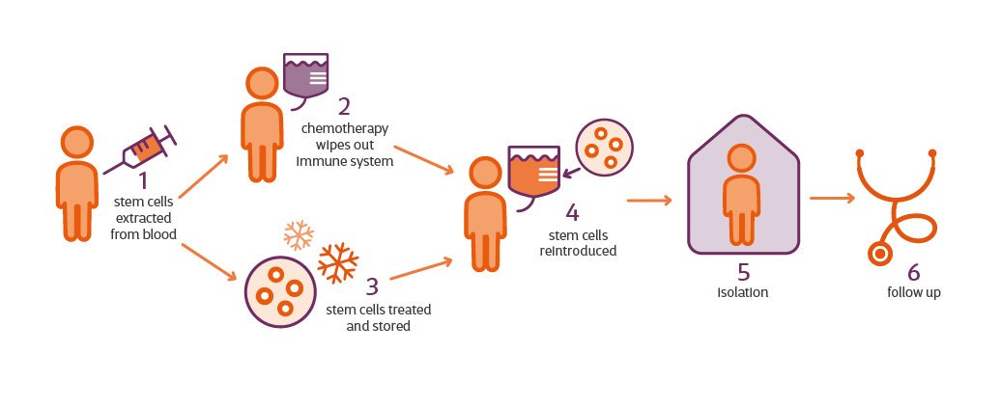 1
stem cells
extracted
from blood
2
chemotherapy
wipes out
immune system
3
stem cells treated
and stored
4
stem cells
reintroduced
5
Isolation
6
follow up